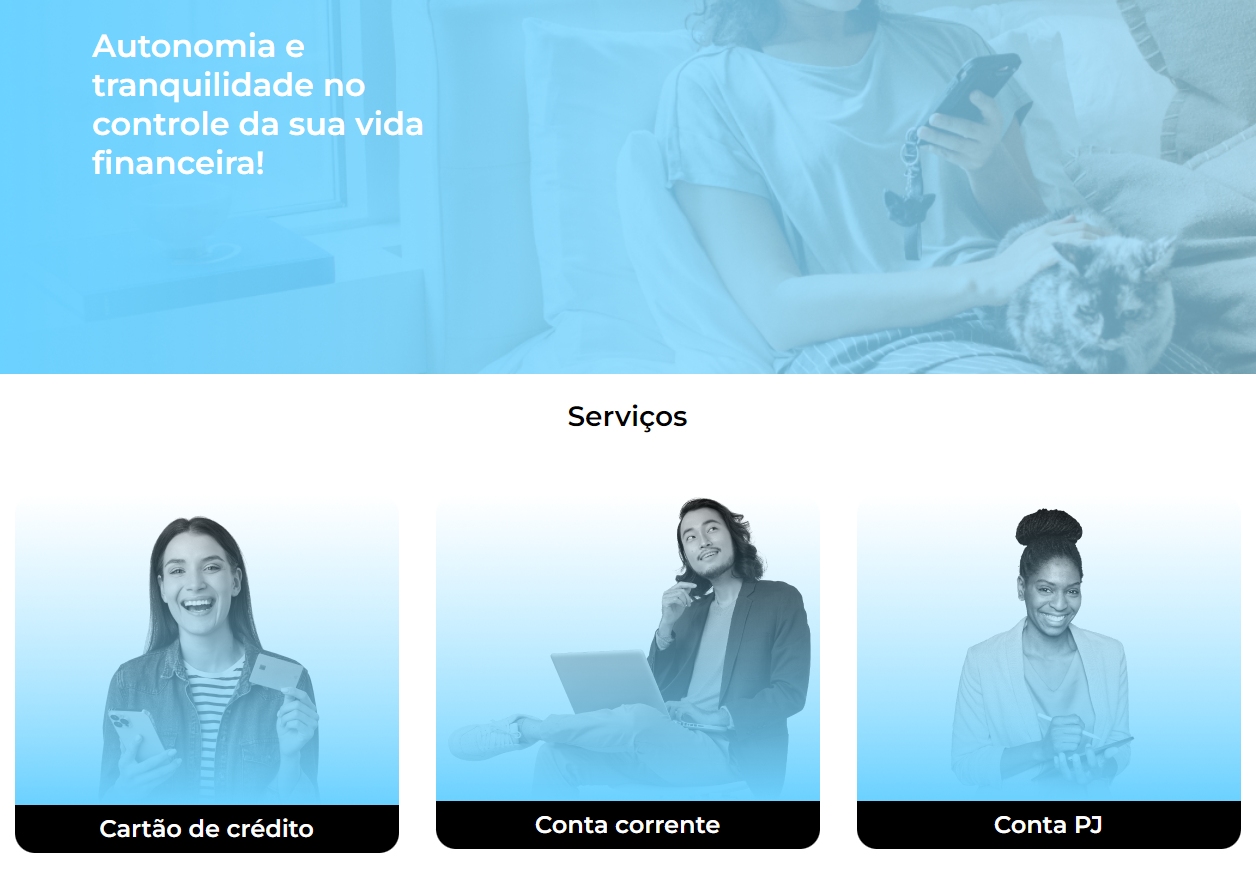 Autonomia e
tranquilidade no
controle da sua vida
financeira!
Serviços
Cartão de crédito
Conta corrente
Conta PJ